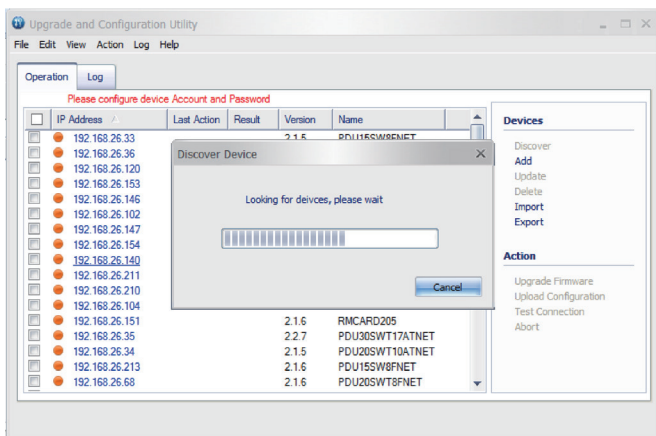 Upgrade and Configuration Utility
File Edit View Action Log Help
Operation Log
Please configure device Account and Password
IP Address Last Action Result Version Name
192.168.26.33 2.1.5 PDU15SW8FNET
192.168.26.36
192.168.26.120
192.168.26.153
192.168.26.146
192.168.26.102
192.168.26.147
192.168.26.154
192.168.26.140
192.168.26.211
192.168.26.210
192.168.26.104
192.168.26.151 2.1.6 RMCARD205
192.168.26.35 2.2.7 PDU30SWT17ATNET
192.168.26.34 2.1.5 PDU20SWT10ATNET
192.168.26.213 2.1.6 PDU15SW8FNET
192.168.26.68 2.1.6 PDU20SWT8FNET
Discover Device
Looking for deivces, please wait
Cancel
Devices
Discover
Add
Update
Delete
Import
Export
Action
Upgrade Firmware
Upload Configuration
Test Connection
Abort